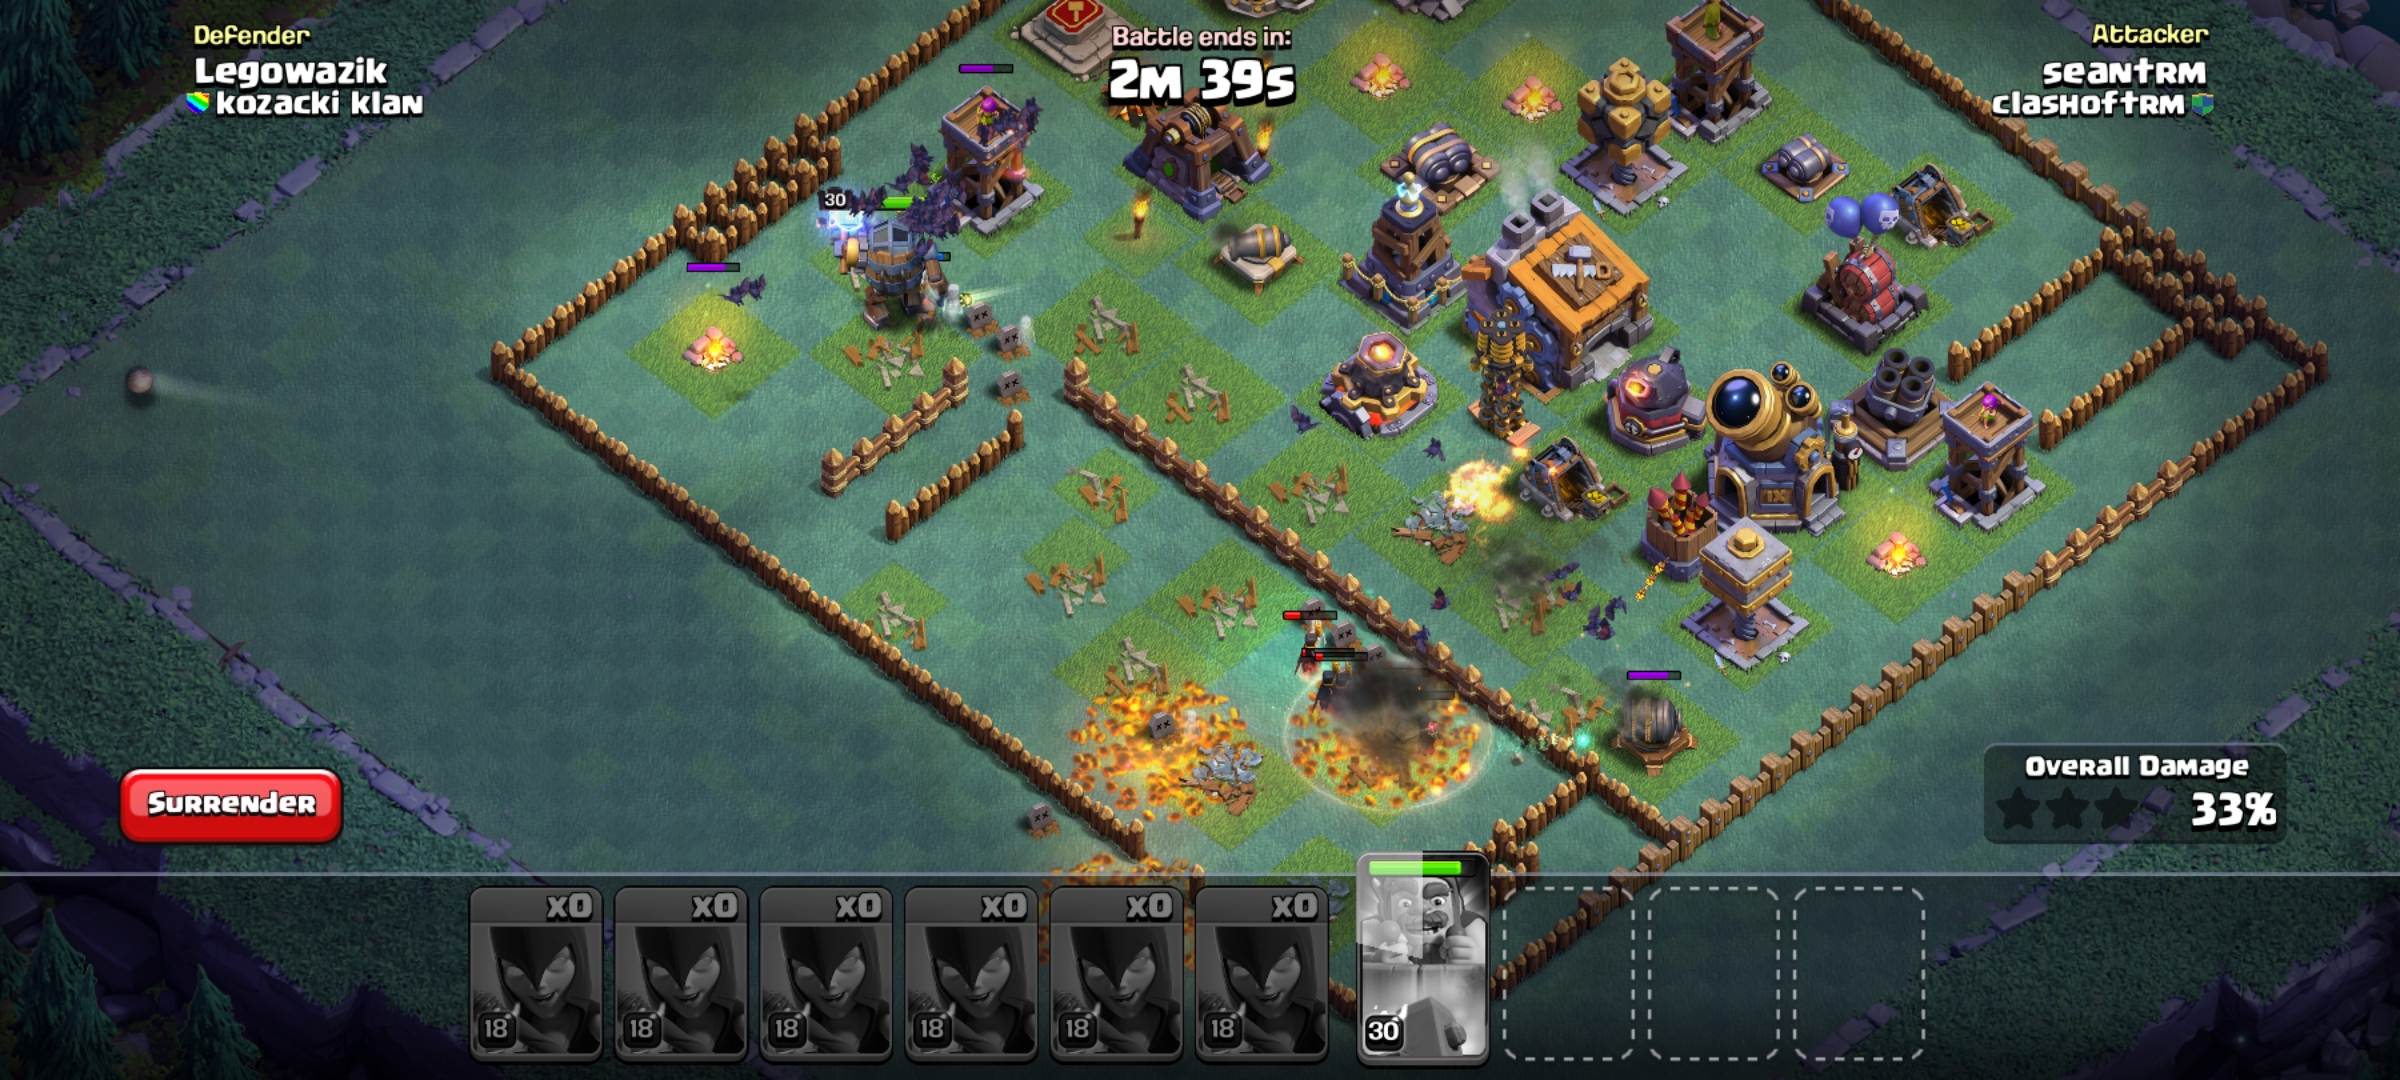 Defender
Legowazik
kozacki klan
Battle ends in:
2M 39s
Attacker
seantRM
clashoftRM
30
IX
Surrender
Overall Damage
33%
x0
x0
x0
x0
x0
x0
18
18
18
18
18
18
30